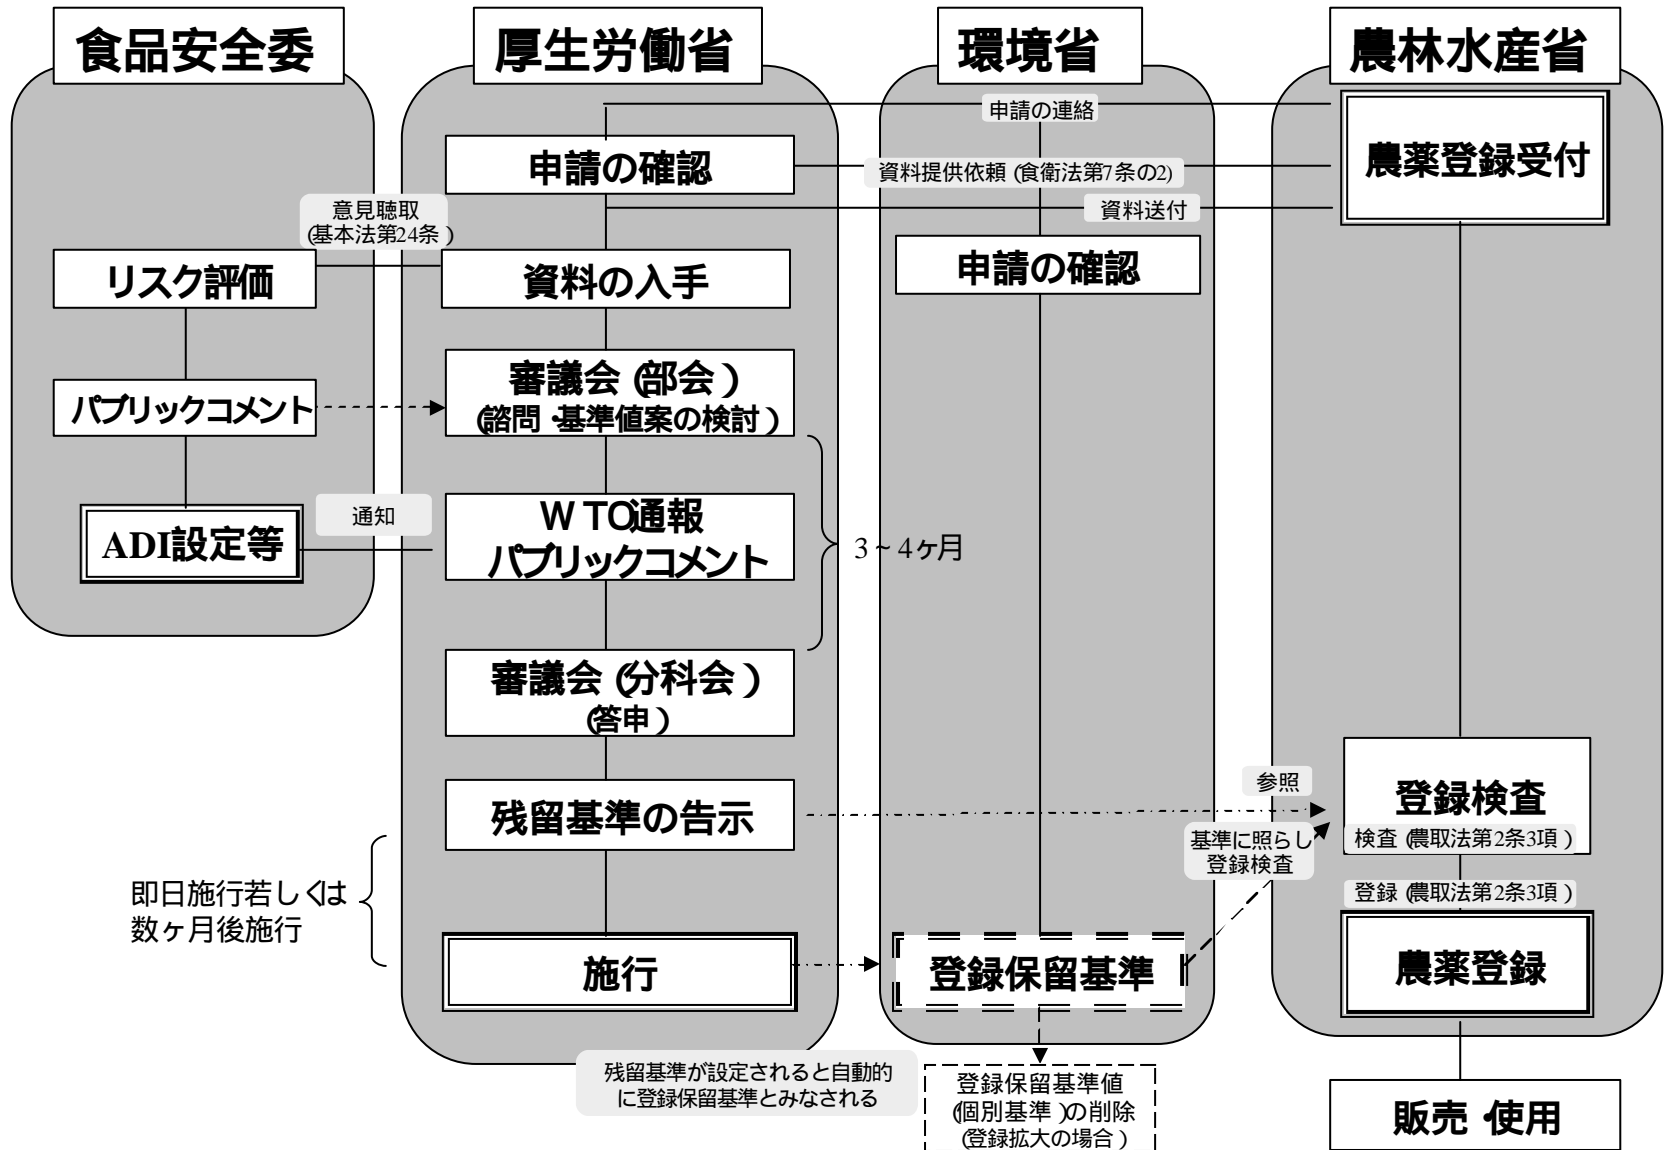 食品安全委
厚生労働省
環境省
農林水産省
申請の連絡
農薬登録受付
申請の確認
資料提供依頼 (食衛法第7条の2)
資料送付
意見聴取
(基本法第24条)
リスク評価
資料の入手
申請の確認
審議会 (部会)
(諮問・基準値案の検討)
パブリックコメント
通知
ADI設定等
WTO通報
パブリックコメント
3~4ヶ月
審議会 (分科会)
(答申)
残留基準の告示
参照
登録検査
検査 (農取法第2条3項)
基準に照らし
登録検査
登録 (農取法第2条3項)
即日施行若しくは
数ヶ月後施行
施行
登録保留基準
農薬登録
残留基準が設定されると自動的
に登録保留基準とみなされる
登録保留基準値
(個別基準)の削除
(登録拡大の場合)
販売・使用